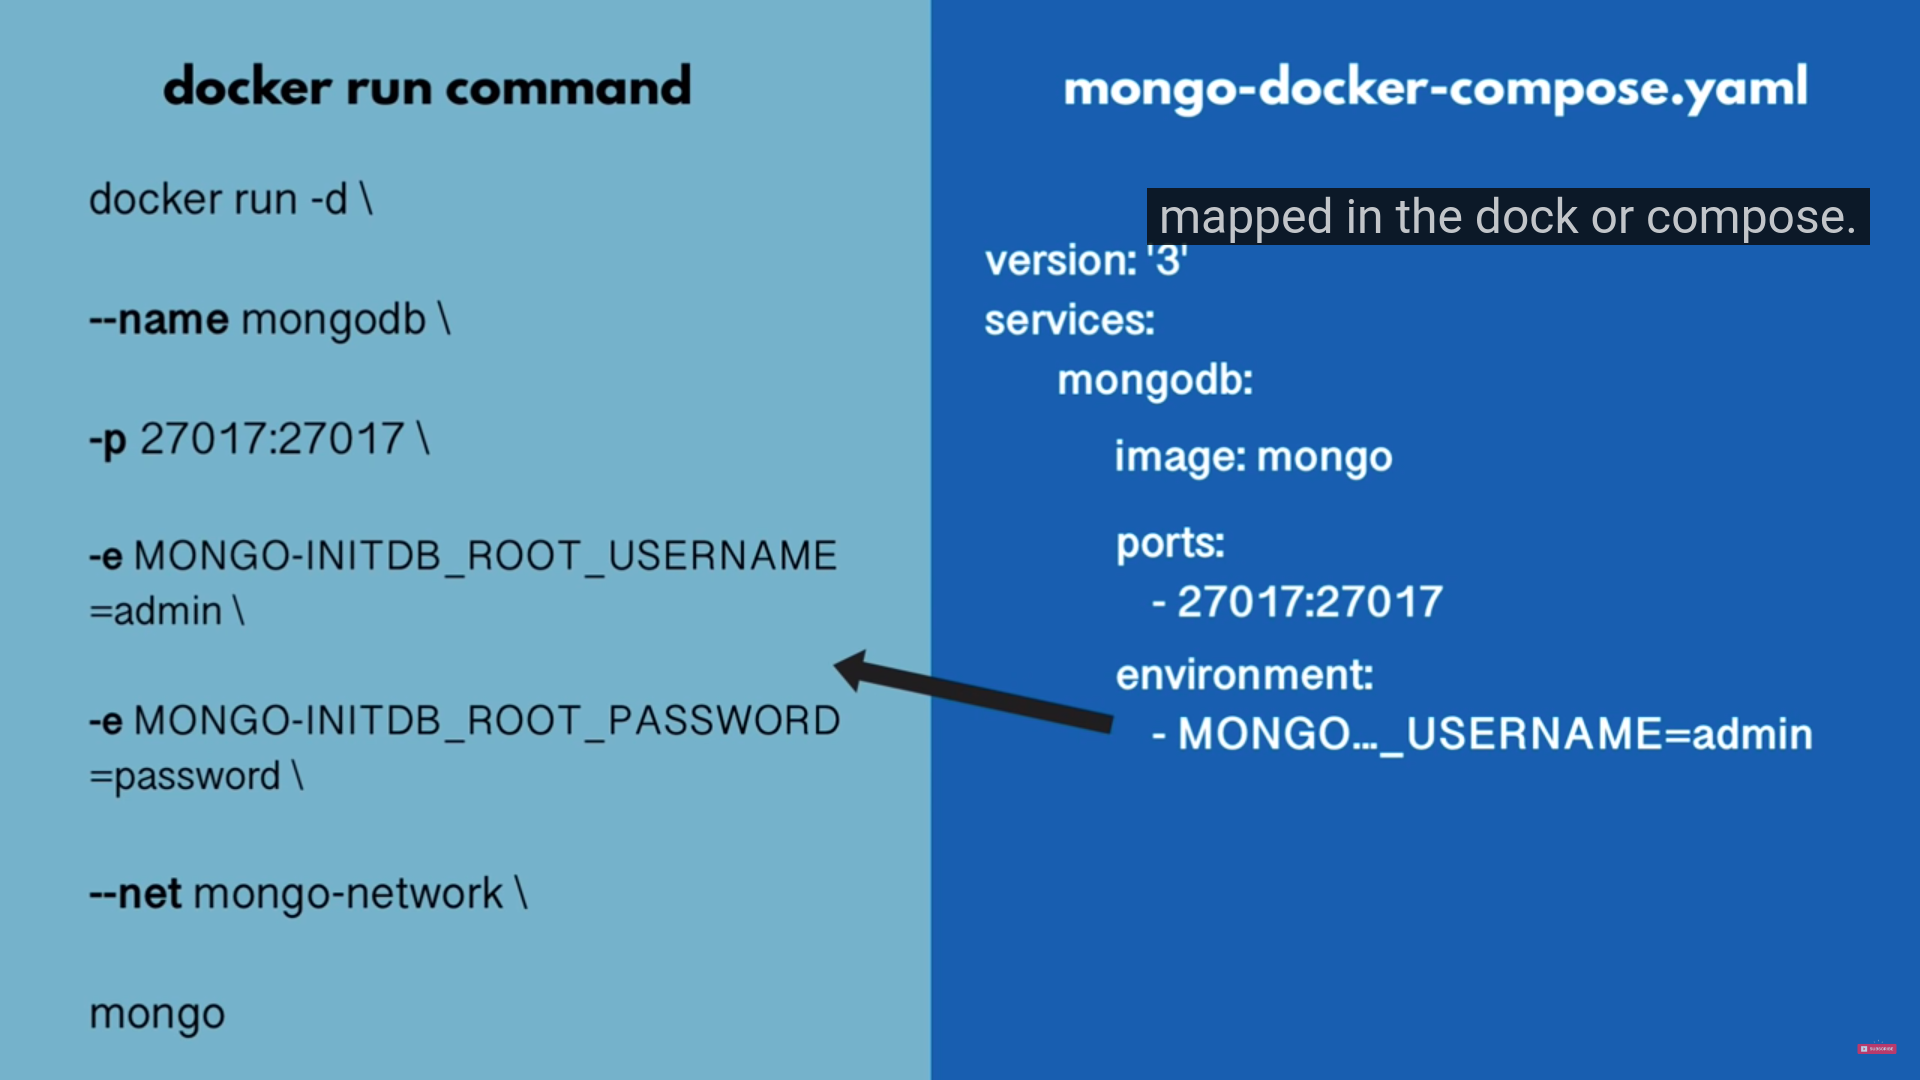 docker run command
docker run -d \
--name mongodb \
-p 27017:27017 \
-e MONGO-INITDB_ROOT_USERNAME
=admin \
-e MONGO-INITDB_ROOT_PASSWORD
=password \
--net mongo-network \
mongo
mongo-docker-compose.yaml
mapped in the dock or compose.
version: '3'
services:
mongodb:
image: mongo
ports:
- 27017:27017
environment:
- MONGO..._USERNAME=admin
SUBSCRIBE